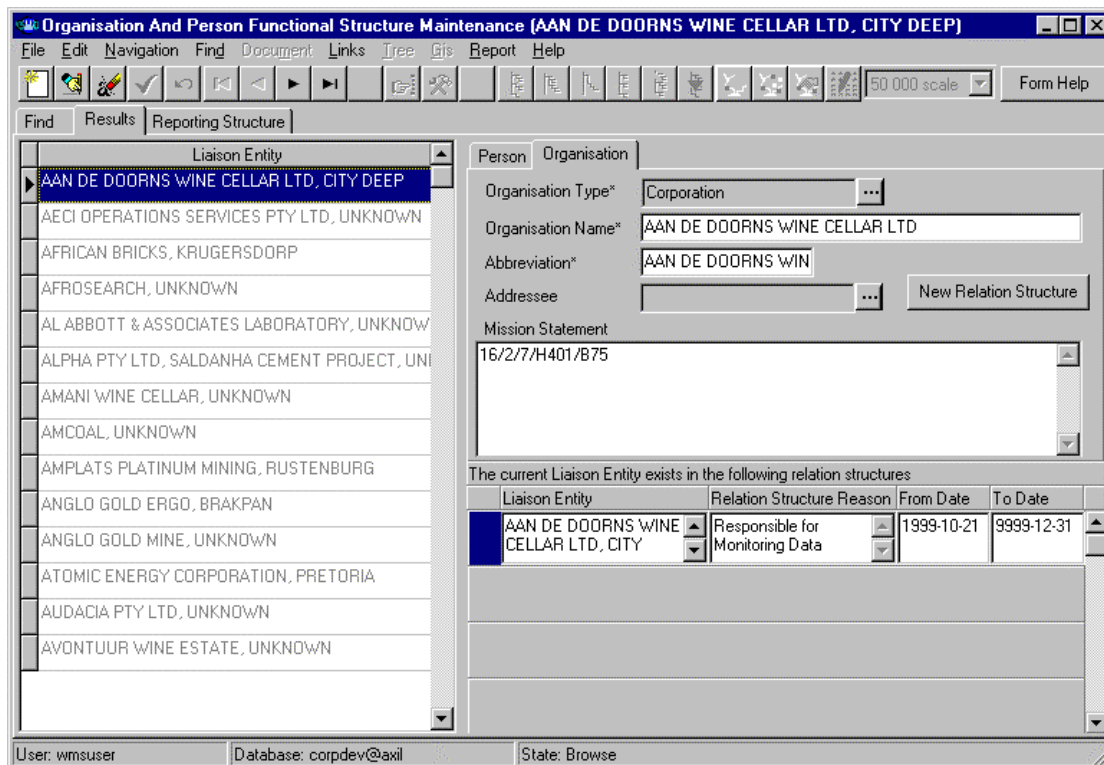 Organisation And Person Functional Structure Maintenance (AAN DE DOORNS WINE CELLAR LTD, CITY DEEP)
File Edit Navigation Find Document Links Tree Gis Report Help
50 000 scale Form Help
Find Results Reporting Structure
Liaison Entity
AAN DE DOORNS WINE CELLAR LTD, CITY DEEP
AECI OPERATIONS SERVICES PTY LTD, UNKNOWN
AFRICAN BRICKS, KRUGERSDORP
AFROSEARCH, UNKNOWN
AL ABBOTT & ASSOCIATES LABORATORY, UNKNOW
ALPHA PTY LTD, SALDANHA CEMENT PROJECT, UN
AMANI WINE CELLAR, UNKNOWN
AMCOAL, UNKNOWN
AMPLATS PLATINUM MINING, RUSTENBURG
ANGLO GOLD ERGO, BRAKPAN
ANGLO GOLD MINE, UNKNOWN
ATOMIC ENERGY CORPORATION, PRETORIA
AUDACIA PTY LTD, UNKNOWN
AVONTUUR WINE ESTATE, UNKNOWN
Person Organisation
Organisation Type* Corporation ...
Organisation Name* AAN DE DOORNS WINE CELLAR LTD
Abbreviation* AAN DE DOORNS WIN
Addressee ... New Relation Structure
Mission Statement
16/2/7/H401/B75
The current Liaison Entity exists in the following relation structures
Liaison Entity Relation Structure Reason From Date To Date
AAN DE DOORNS WINE Responsible for 1999-10-21 9999-12-31
CELLAR LTD, CITY Monitoring Data
User: wmsuser Database: corpdev@axil State: Browse